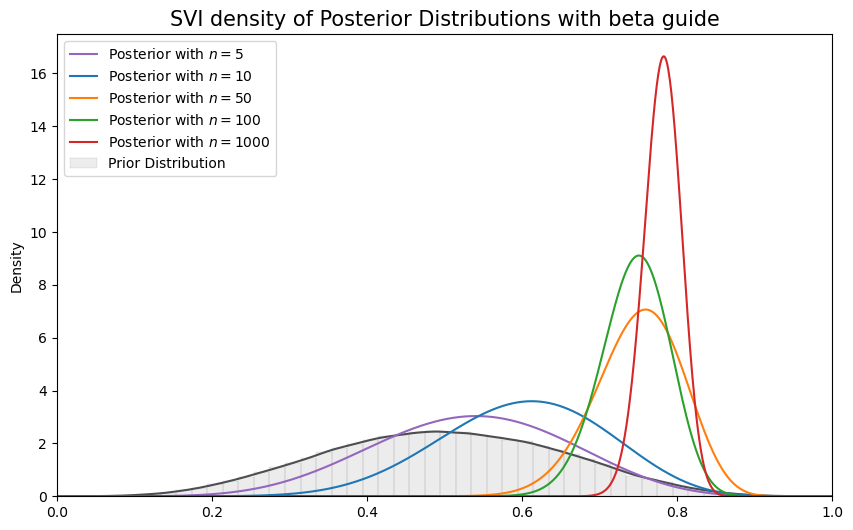 SVI density of Posterior Distributions with beta guide
Posterior with n = 5
Posterior with n = 10
Posterior with n = 50
Posterior with n = 100
Posterior with n = 1000
Prior Distribution
Density
16
14
12
10
8
6
4
2
0
0.0 0.2 0.4 0.6 0.8 1.0